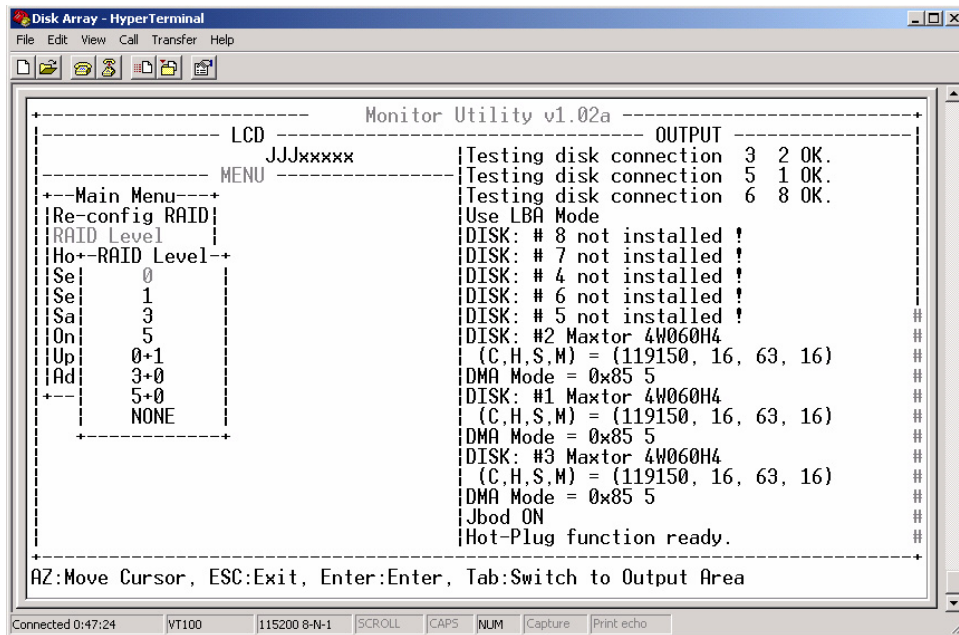 Disk Array - HyperTerminal
File Edit View Call Transfer Help
Monitor Utility v1.02a
LCD
OUTPUT
JJJxxxxx
MENU
Main Menu
Re-config RAID
RAID Level
Ho
Se
Se
Sa
On
Up
Ad
RAID Level
0
1
3
5
0+1
3+0
5+0
NONE
Testing disk connection 3 2 OK.
Testing disk connection 5 1 OK.
Testing disk connection 6 8 OK.
Use LBA Mode
DISK: # 8 not installed !
DISK: # 7 not installed !
DISK: # 4 not installed !
DISK: # 6 not installed !
DISK: # 5 not installed !
DISK: #2 Maxtor 4W060H4
(C,H,S,M) = (119150, 16, 63, 16)
DMA Mode = 0x85 5
DISK: #1 Maxtor 4W060H4
(C,H,S,M) = (119150, 16, 63, 16)
DMA Mode = 0x85 5
DISK: #3 Maxtor 4W060H4
(C,H,S,M) = (119150, 16, 63, 16)
DMA Mode = 0x85 5
Jbod ON
Hot-Plug function ready.
AZ:Move Cursor, ESC:Exit, Enter:Enter, Tab:Switch to Output Area
Connected 0:47:24 VT100 115200 8-N-1 SCROLL CAPS NUM Capture Print echo